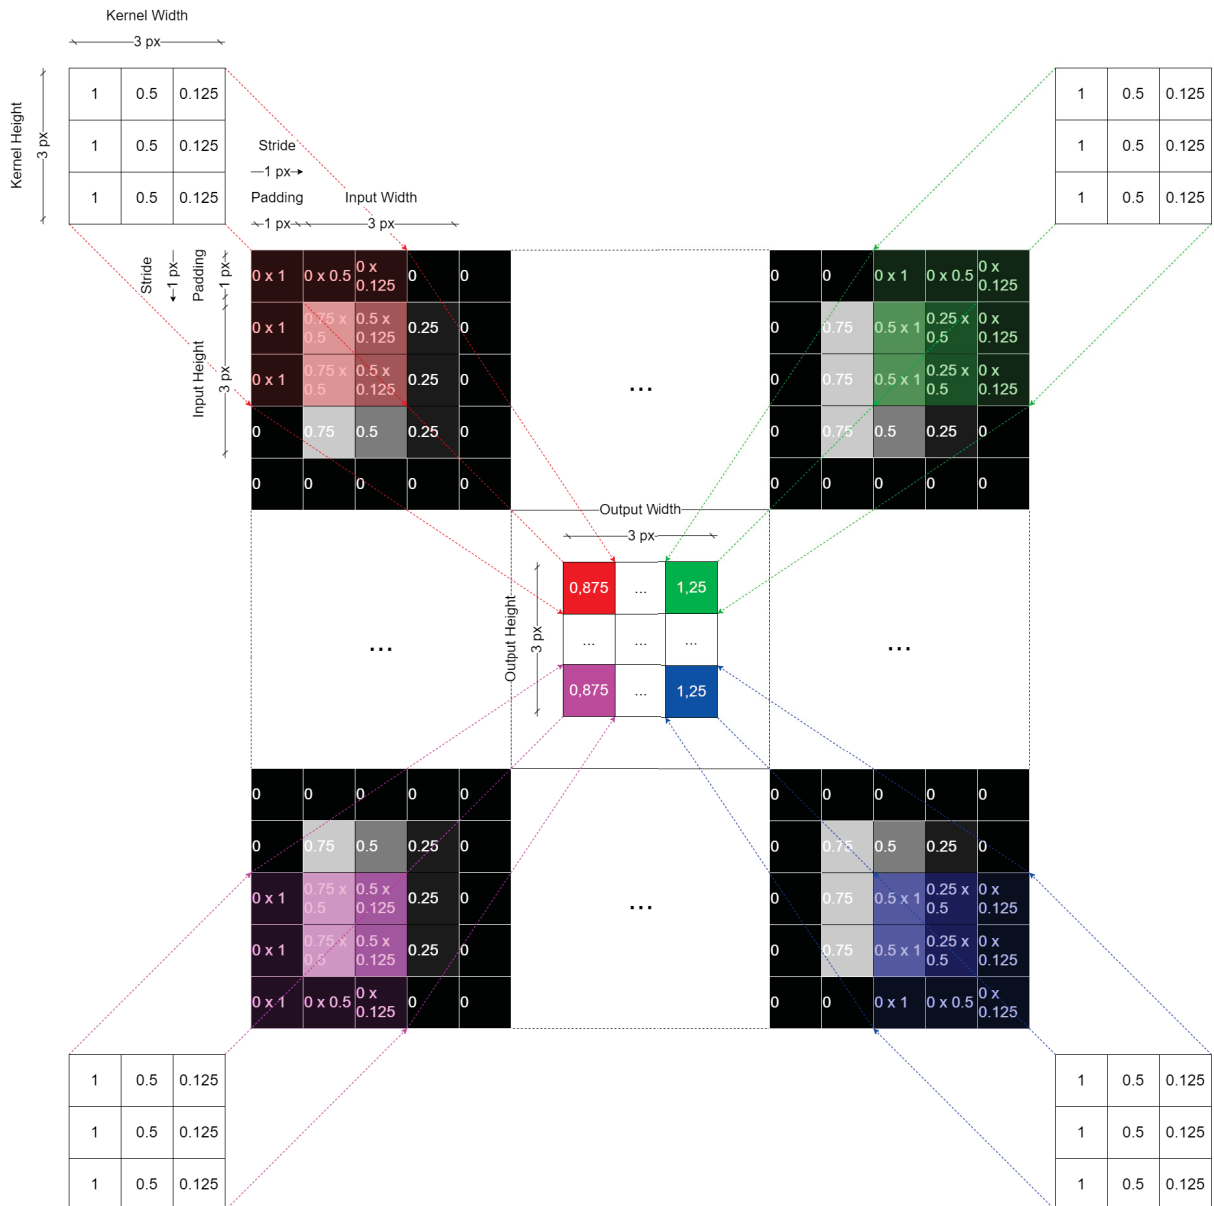 Kernel Width
3 px
Kernel Height
3 px
1 0.5 0.125
1 0.5 0.125
1 0.5 0.125
1 0.5 0.125
1 0.5 0.125
1 0.5 0.125
Stride
1 px
Padding
1 px
Input Width
3 px
Stride
1 px
Padding
1 px
Input Height
3 px
0 x 1 0 x 0.5 0 x
0.125 0 0
0 x 1 0.75 x
0.5 0.5 x
0.125 0.25 0
0 x 1 0.75 x
0.5 0.5 x
0.125 0.25 0
0 0.75 0.5 0.25 0
0 0 0 0 0
...
0 0 0 x 1 0 x 0.5 0 x
0.125
0 0.75 0.5 x 1 0.25 x
0.5 0 x
0.125
0 0.75 0.5 x 1 0.25 x
0.5 0 x
0.125
0 0.75 0.5 0.25 0
0 0 0 0 0
Output Width
3 px
Output Height
3 px
0,875 ... 1,25
... ... ...
0,875 ... 1,25
...
...
0 0 0 0 0
0 0.75 0.5 0.25 0
0 x 1 0.75 x
0.5 0.5 x
0.125 0.25 0
0 x 1 0.75 x
0.5 0.5 x
0.125 0.25 0
0 x 1 0 x 0.5 0 x
0.125 0 0
...
0 0 0 0 0
0 0.75 0.5 0.25 0
0 0.75 0.5 x 1 0.25 x
0.5 0 x
0.125
0 0.75 0.5 x 1 0.25 x
0.5 0 x
0.125
0 0 0 x 1 0 x 0.5 0 x
0.125
1 0.5 0.125
1 0.5 0.125
1 0.5 0.125
1 0.5 0.125
1 0.5 0.125
1 0.5 0.125